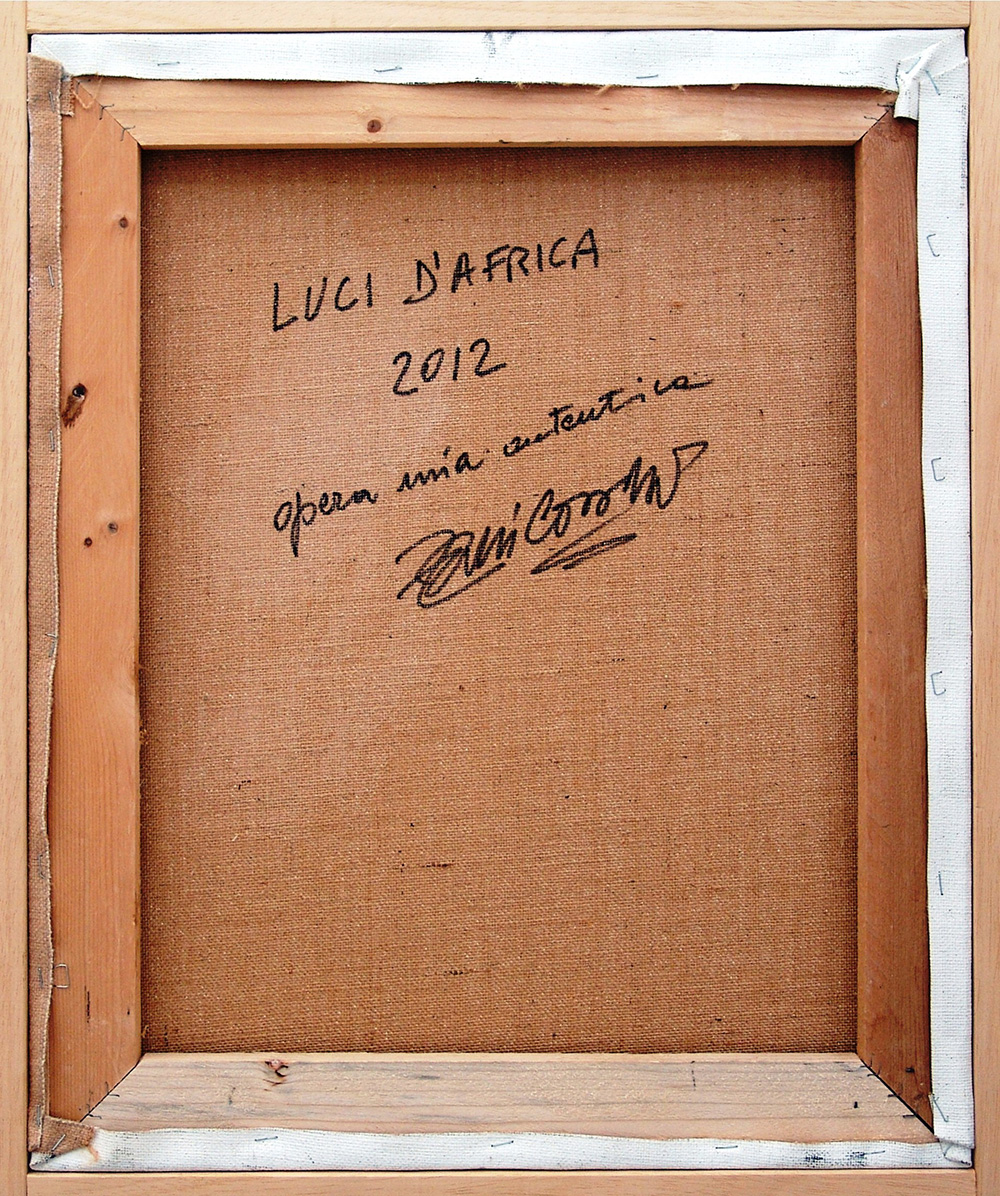 LUCI D'AFRICA
2012
opera mia autentica